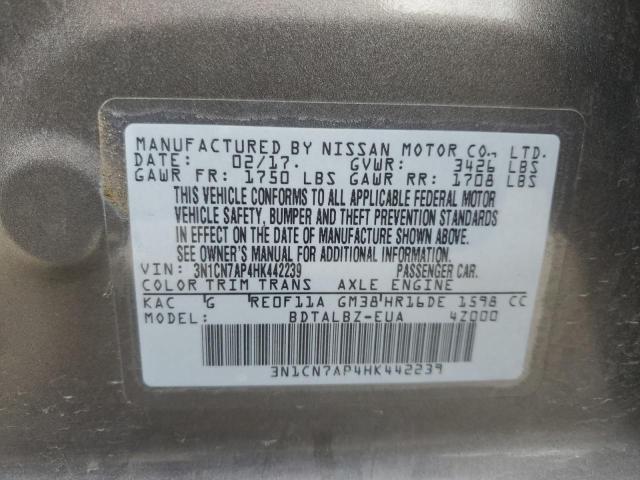 MANUFACTURED BY NISSAN MOTOR CO., LTD.
DATE: 02/17. GVWR: 3426 LBS
GAWR FR: 1750 LBS GAWR RR: 1708 LBS
THIS VEHICLE CONFORMS TO ALL APPLICABLE FEDERAL MOTOR
VEHICLE SAFETY, BUMPER AND THEFT PREVENTION STANDARDS
IN EFFECT ON THE DATE OF MANUFACTURE SHOWN ABOVE.
SEE OWNER'S MANUAL FOR ADDITIONAL INFORMATION.
VIN: 3N1CN7AP4HK442239 PASSENGER CAR.
COLOR TRIM TRANS AXLE ENGINE
KAC G RE0F11A GM38 HR16DE 1598 CC
MODEL: BDTALBZ-EUA 4Z000
3N1CN7AP4HK442239